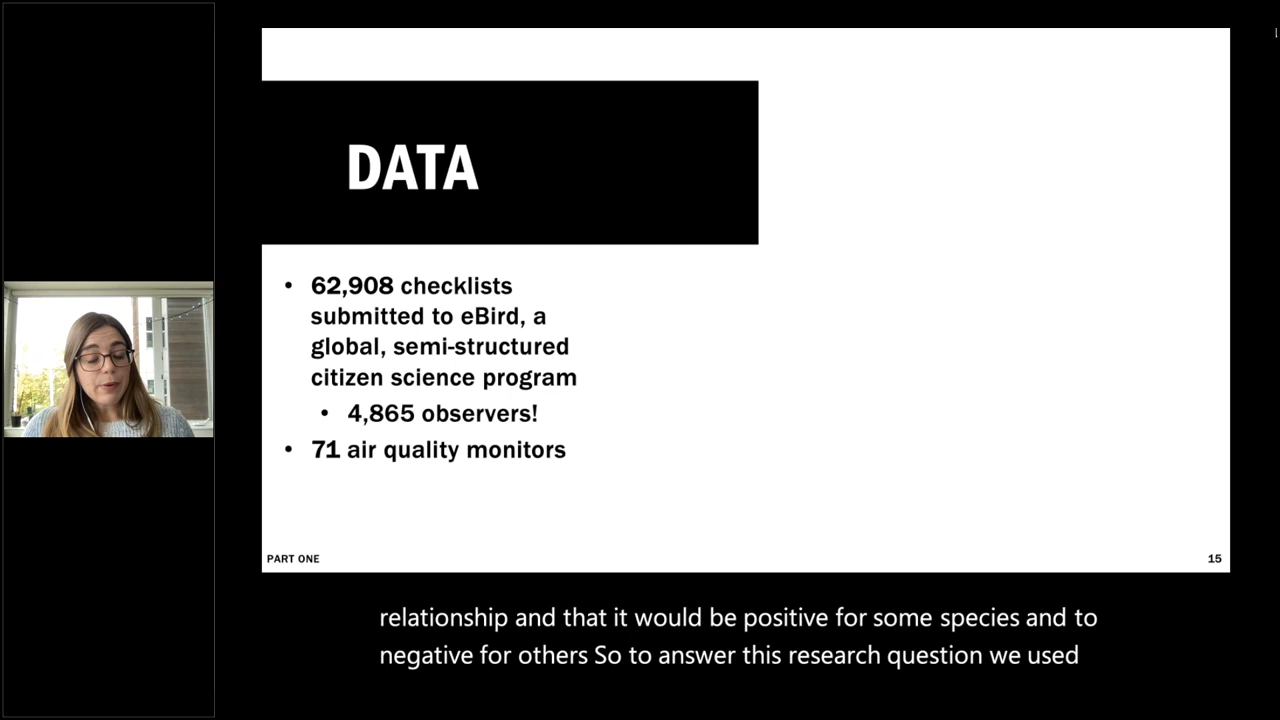 DATA
• 62,908 checklists
submitted to eBird, a
global, semi-structured
citizen science program
• 4,865 observers!
• 71 air quality monitors
PART ONE
15
relationship and that it would be positive for some species and to
negative for others So to answer this research question we used